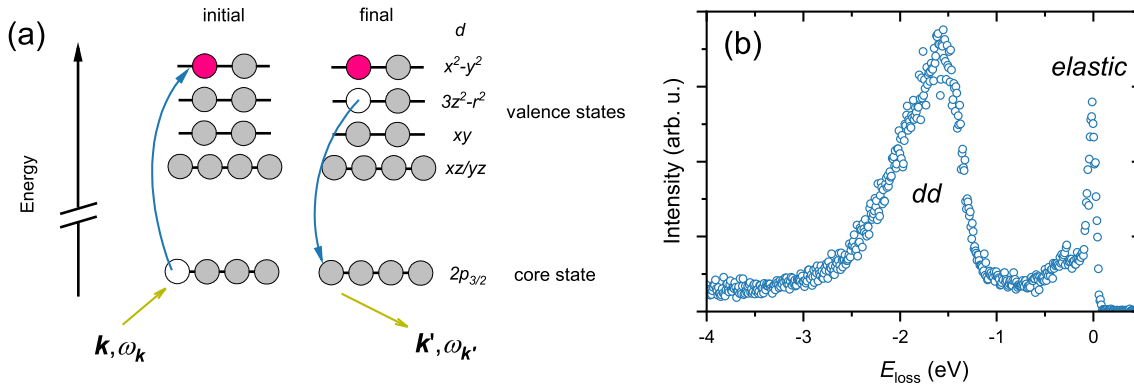 (a)
initial
final
d
x²-y²
3z²-r²
xy
xz/yz
valence states
Energy
2p₃/₂
core state
k,ωₖ
k',ωₖ'
(b)
elastic
dd
Intensity (arb. u.)
-4 -3 -2 -1 0
E_loss (eV)